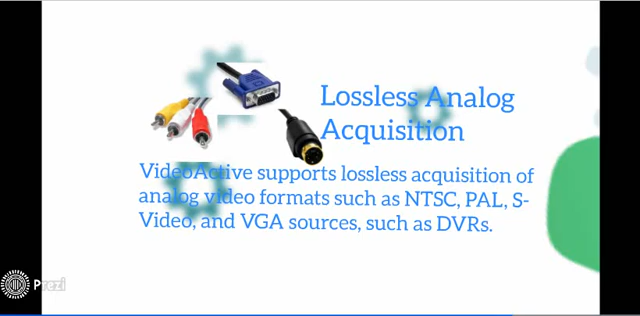 Lossless Analog
Acquisition
VideoActive supports lossless acquisition of
analog video formats such as NTSC, PAL, S-
Video, and VGA sources, such as DVRs.
Prezi